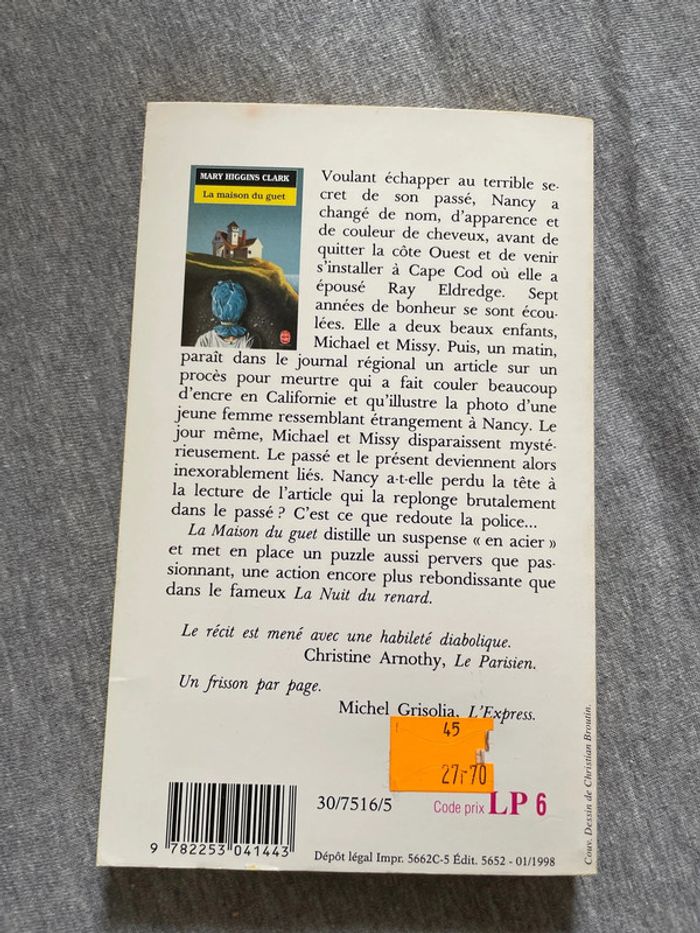 MARY HIGGINS CLARK
La maison du guet
Voulant échapper au terrible se-
cret de son passé, Nancy a
changé de nom, d'apparence et
de couleur de cheveux, avant de
quitter la côte Ouest et de venir
s'installer à Cape Cod où elle a
épousé Ray Eldredge. Sept
années de bonheur se sont écou-
lées. Elle a deux beaux enfants,
Michael et Missy. Puis, un matin,
paraît dans le journal régional un article sur un
procès pour meurtre qui a fait couler beaucoup
d'encre en Californie et qu'illustre la photo d'une
jeune femme ressemblant étrangement à Nancy. Le
jour même, Michael et Missy disparaissent mysté-
rieusement. Le passé et le présent deviennent alors
inexorablement liés. Nancy a-t-elle perdu la tête à
la lecture de l'article qui la replonge brutalement
dans le passé ? C'est ce que redoute la police...
La Maison du guet distille un suspense « en acier »
et met en place un puzzle aussi pervers que pas-
sionnant, une action encore plus rebondissante que
dans le fameux La Nuit du renard.
Le récit est mené avec une habileté diabolique.
Christine Arnothy, Le Parisien.
Un frisson par page.
Michel Grisolia, L'Express.
45
27-70
30/7516/5
Code prix LP 6
9 782253 041443
Dépôt légal Impr. 5662C-5 Édit. 5652 - 01/1998
Couv. Dessin de Christian Broutin.